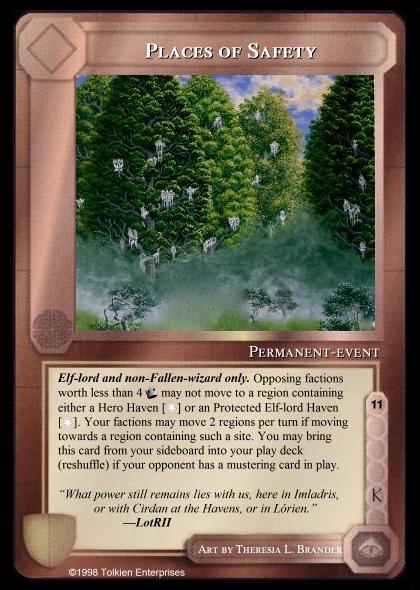 PLACES OF SAFETY
PERMANENT-EVENT
Elf-lord and non-Fallen-wizard only. Opposing factions
worth less than 4 may not move to a region containing
either a Hero Haven [ ] or an Protected Elf-lord Haven
[ ]. Your factions may move 2 regions per turn if moving
towards a region containing such a site. You may bring
this card from your sideboard into your play deck
(reshuffle) if your opponent has a mustering card in play.
“What power still remains lies with us, here in Imladris,
or with Cirdan at the Havens, or in Lórien.”
—LotRII
11
K
ART BY THERESIA L. BRANDER
©1998 Tolkien Enterprises